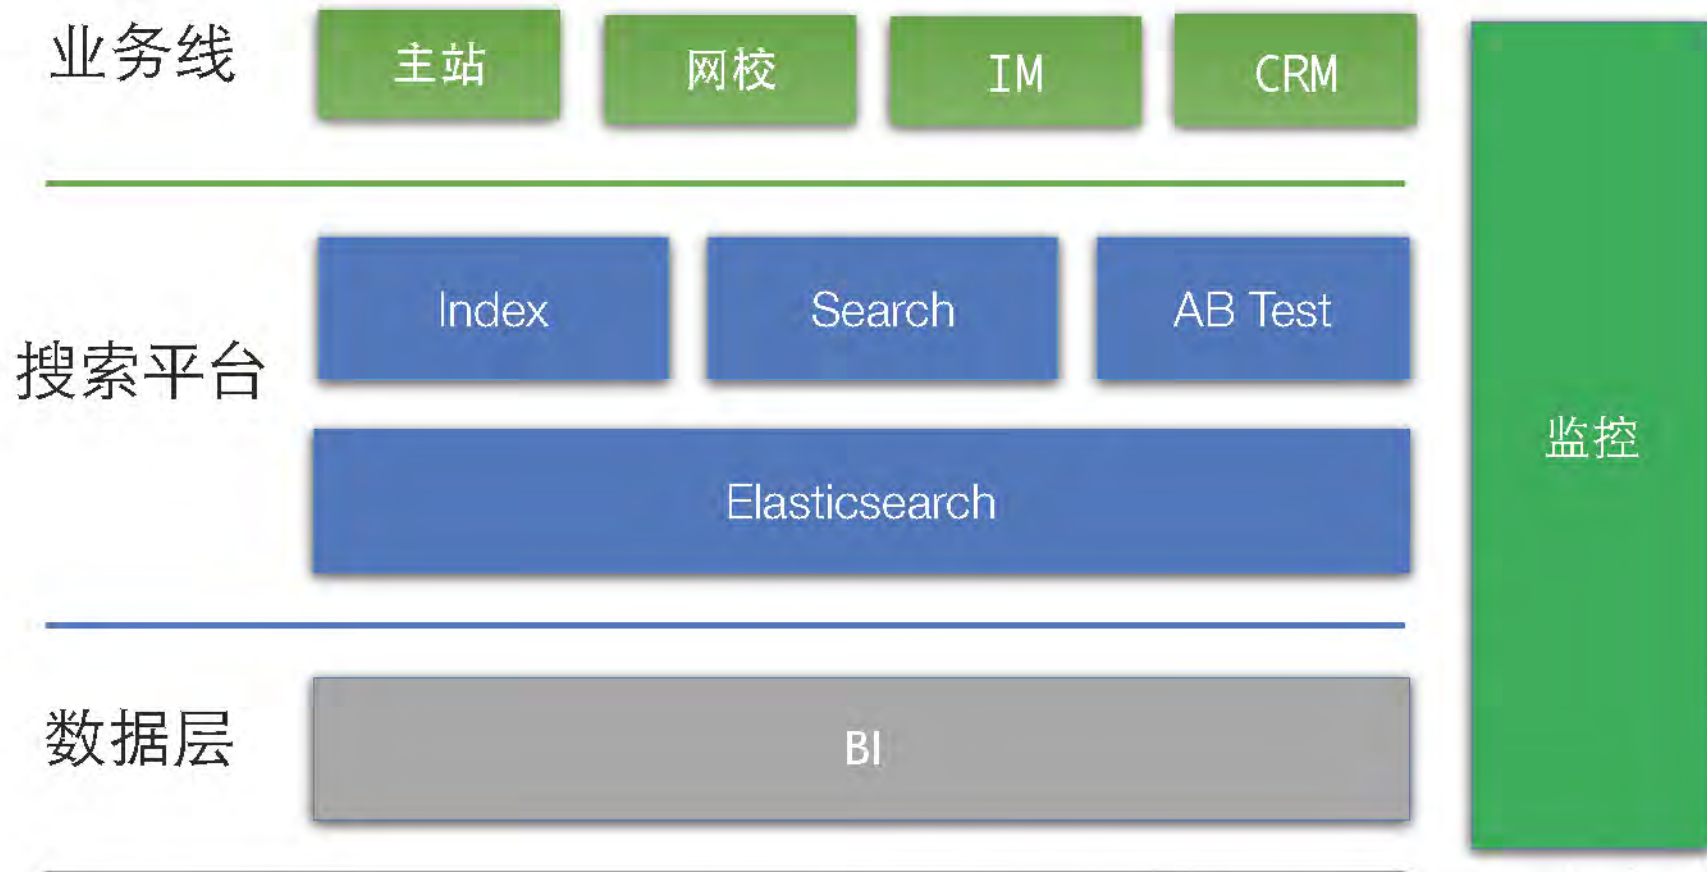 业务线
主站
网校
IM
CRM
搜索平台
Index
Search
AB Test
Elasticsearch
监控
数据层
BI